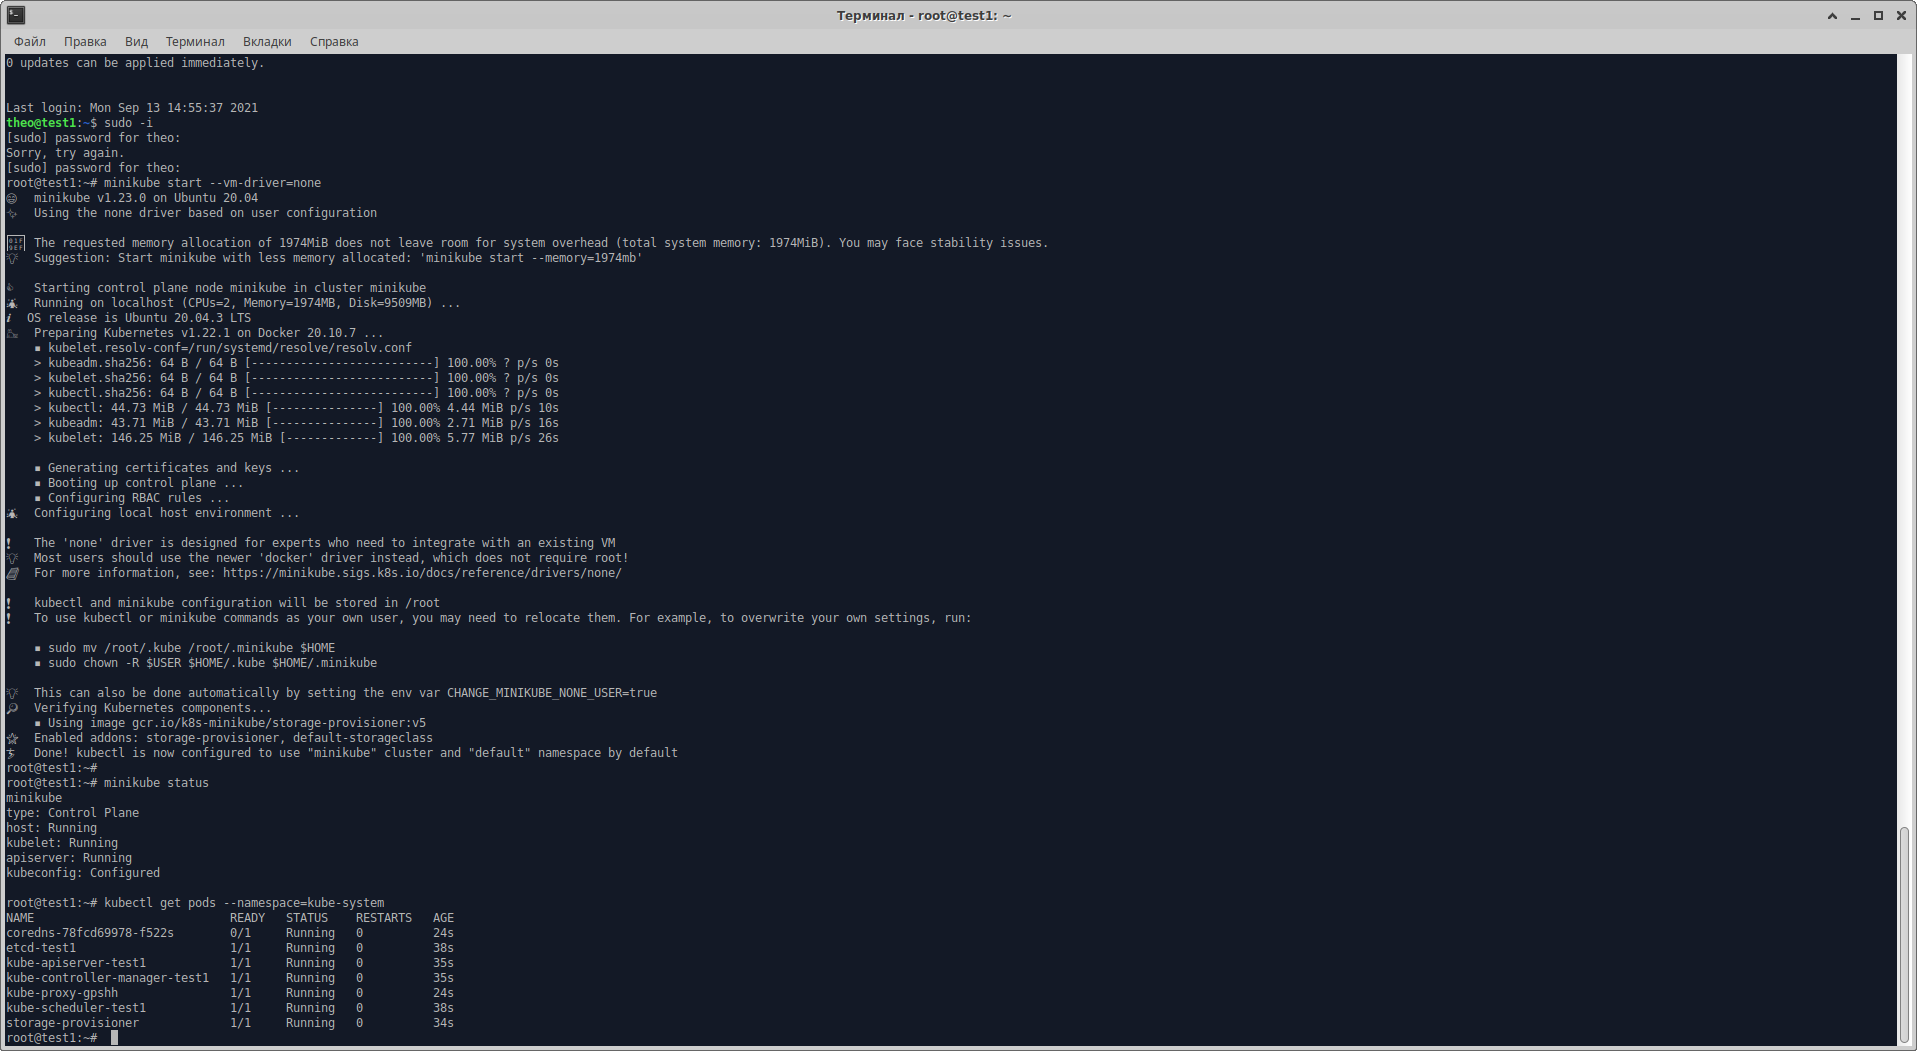 Терминал - root@test1: ~
Файл Правка Вид Терминал Вкладки Справка
0 updates can be applied immediately.
Last login: Mon Sep 13 14:55:37 2021
theo@test1:~$ sudo -i
[sudo] password for theo:
Sorry, try again.
[sudo] password for theo:
root@test1:~# minikube start --vm-driver=none
minikube v1.23.0 on Ubuntu 20.04
Using the none driver based on user configuration
The requested memory allocation of 1974MiB does not leave room for system overhead (total system memory: 1974MiB). You may face stability issues.
Suggestion: Start minikube with less memory allocated: 'minikube start --memory=1974mb'
Starting control plane node minikube in cluster minikube
Running on localhost (CPUs=2, Memory=1974MB, Disk=9509MB) ...
OS release is Ubuntu 20.04.3 LTS
Preparing Kubernetes v1.22.1 on Docker 20.10.7 ...
▪ kubelet.resolv-conf=/run/systemd/resolve/resolv.conf
> kubeadm.sha256: 64 B / 64 B [--------------------------] 100.00% ? p/s 0s
> kubelet.sha256: 64 B / 64 B [--------------------------] 100.00% ? p/s 0s
> kubectl.sha256: 64 B / 64 B [--------------------------] 100.00% ? p/s 0s
> kubectl: 44.73 MiB / 44.73 MiB [---------------] 100.00% 4.44 MiB p/s 10s
> kubeadm: 43.71 MiB / 43.71 MiB [---------------] 100.00% 2.71 MiB p/s 16s
> kubelet: 146.25 MiB / 146.25 MiB [-------------] 100.00% 5.77 MiB p/s 26s
▪ Generating certificates and keys ...
▪ Booting up control plane ...
▪ Configuring RBAC rules ...
Configuring local host environment ...
! The 'none' driver is designed for experts who need to integrate with an existing VM
Most users should use the newer 'docker' driver instead, which does not require root!
For more information, see: https://minikube.sigs.k8s.io/docs/reference/drivers/none/
! kubectl and minikube configuration will be stored in /root
! To use kubectl or minikube commands as your own user, you may need to relocate them. For example, to overwrite your own settings, run:
▪ sudo mv /root/.kube /root/.minikube $HOME
▪ sudo chown -R $USER $HOME/.kube $HOME/.minikube
This can also be done automatically by setting the env var CHANGE_MINIKUBE_NONE_USER=true
Verifying Kubernetes components...
▪ Using image gcr.io/k8s-minikube/storage-provisioner:v5
Enabled addons: storage-provisioner, default-storageclass
Done! kubectl is now configured to use "minikube" cluster and "default" namespace by default
root@test1:~#
root@test1:~# minikube status
minikube
type: Control Plane
host: Running
kubelet: Running
apiserver: Running
kubeconfig: Configured
root@test1:~# kubectl get pods --namespace=kube-system
NAME READY STATUS RESTARTS AGE
coredns-78fcd69978-f522s 0/1 Running 0 24s
etcd-test1 1/1 Running 0 38s
kube-apiserver-test1 1/1 Running 0 35s
kube-controller-manager-test1 1/1 Running 0 35s
kube-proxy-gpshh 1/1 Running 0 24s
kube-scheduler-test1 1/1 Running 0 38s
storage-provisioner 1/1 Running 0 34s
root@test1:~#